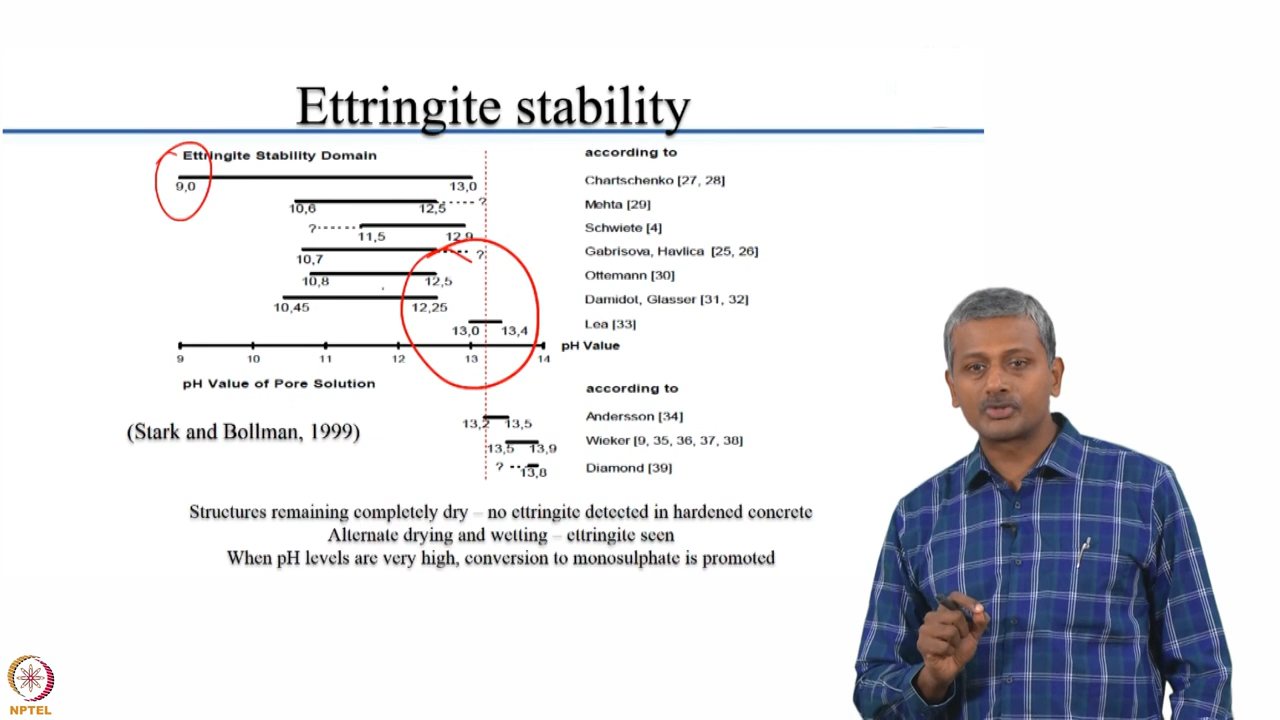 Ettringite stability
Ettringite Stability Domain
according to
9,0 13,0 Chartschenko [27, 28]
10,6 12,5 ? Mehta [29]
? 11,5 12,9 Schwiete [4]
10,7 ? Gabrisova, Havlica [25, 26]
10,8 12,5 Ottemann [30]
10,45 12,25 Damidot, Glasser [31, 32]
13,0 13,4 Lea [33]
pH Value
9 10 11 12 13 14
pH Value of Pore Solution
according to
13,2 13,5 Andersson [34]
13,5 13,9 Wieker [9, 35, 36, 37, 38]
? 13,8 Diamond [39]
(Stark and Bollman, 1999)
Structures remaining completely dry – no ettringite detected in hardened concrete
Alternate drying and wetting – ettringite seen
When pH levels are very high, conversion to monosulphate is promoted
NPTEL